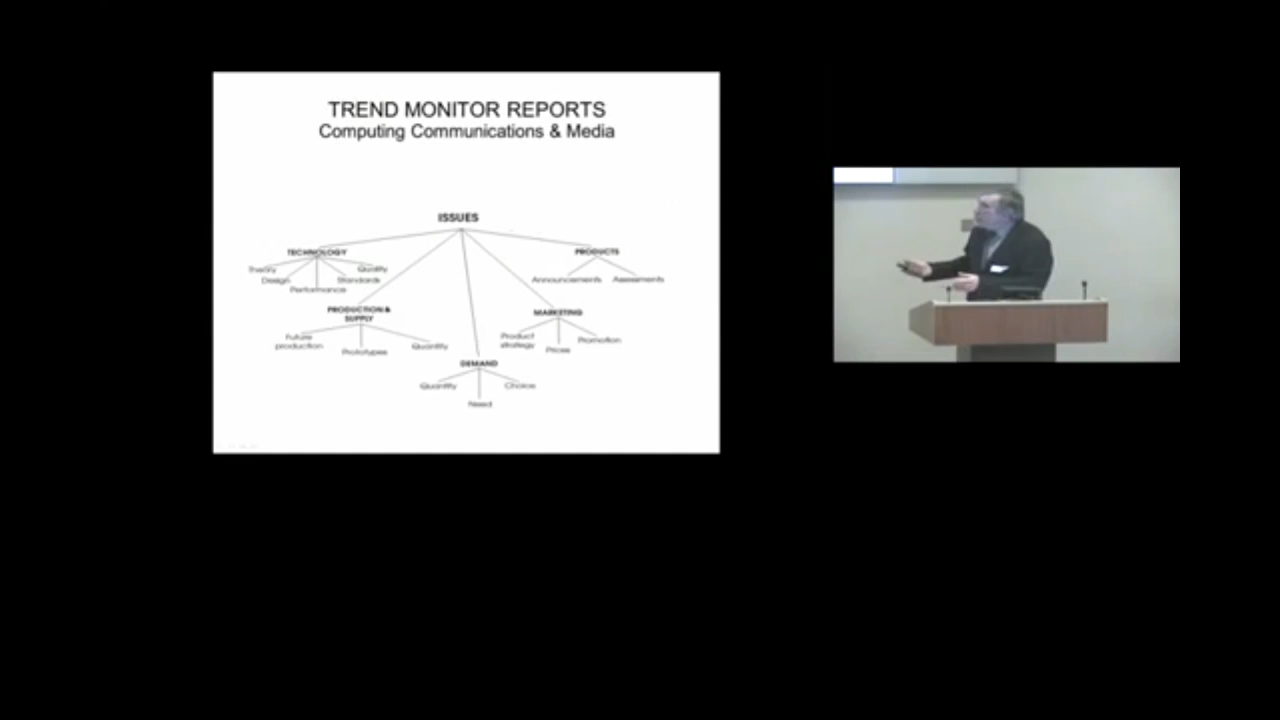 TREND MONITOR REPORTS
Computing Communications & Media
ISSUES
TECHNOLOGY
Theory
Design
Performance
Standards
Quality
PRODUCTS
Announcements
Assessments
PRODUCTION &
SUPPLY
Future
production
Prototypes
Quantity
MARKETING
Product
strategy
Prices
Promotion
DEMAND
Quantity
Need
Choice